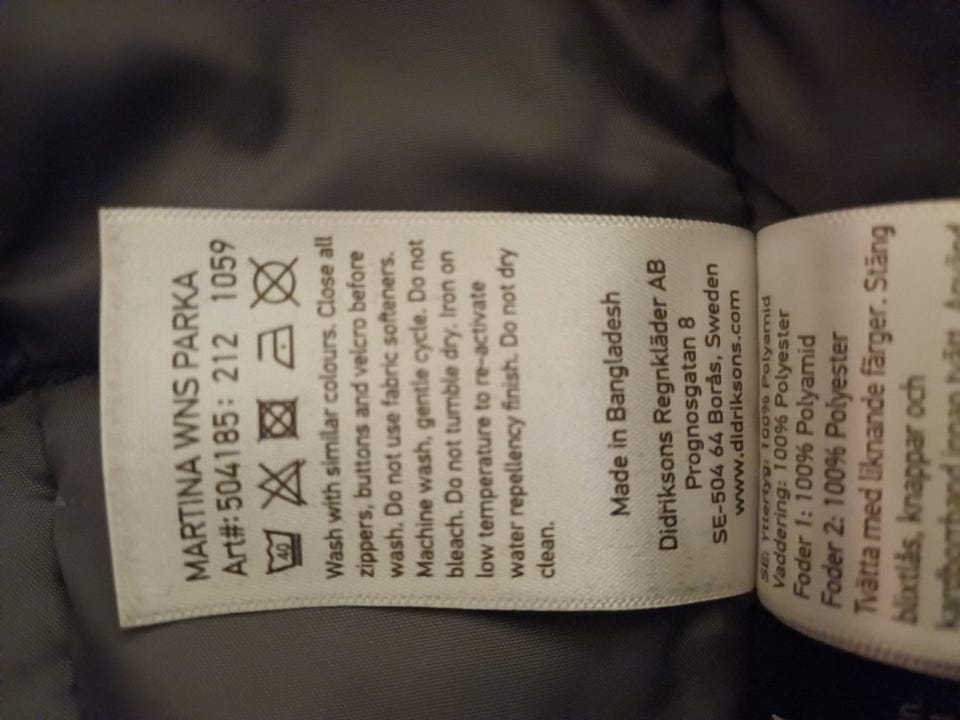 MARTINA WNS PARKA
Art#: 504185: 212 1059
40
Wash with similar colours. Close all
zippers, buttons and velcro before
wash. Do not use fabric softeners.
Machine wash, gentle cycle. Do not
bleach. Do not tumble dry. Iron on
low temperature to re-activate
water repellency finish. Do not dry
clean.
Made in Bangladesh
Didriksons Regnkläder AB
Prognosgatan 8
SE-504 64 Borås, Sweden
www.didriksons.com
SE: Yttertyg: 100% Polyamid
Vaddering: 100% Polyester
Foder 1: 100% Polyamid
Foder 2: 100% Polyester
Tvätta med liknande färger. Stäng
blixtlås, knappar och